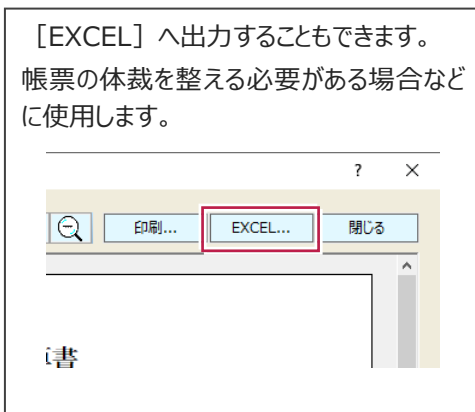 ［EXCEL］へ出力することもできます。
帳票の体裁を整える必要がある場合など
に使用します。
? ×
印刷... EXCEL... 閉じる
書